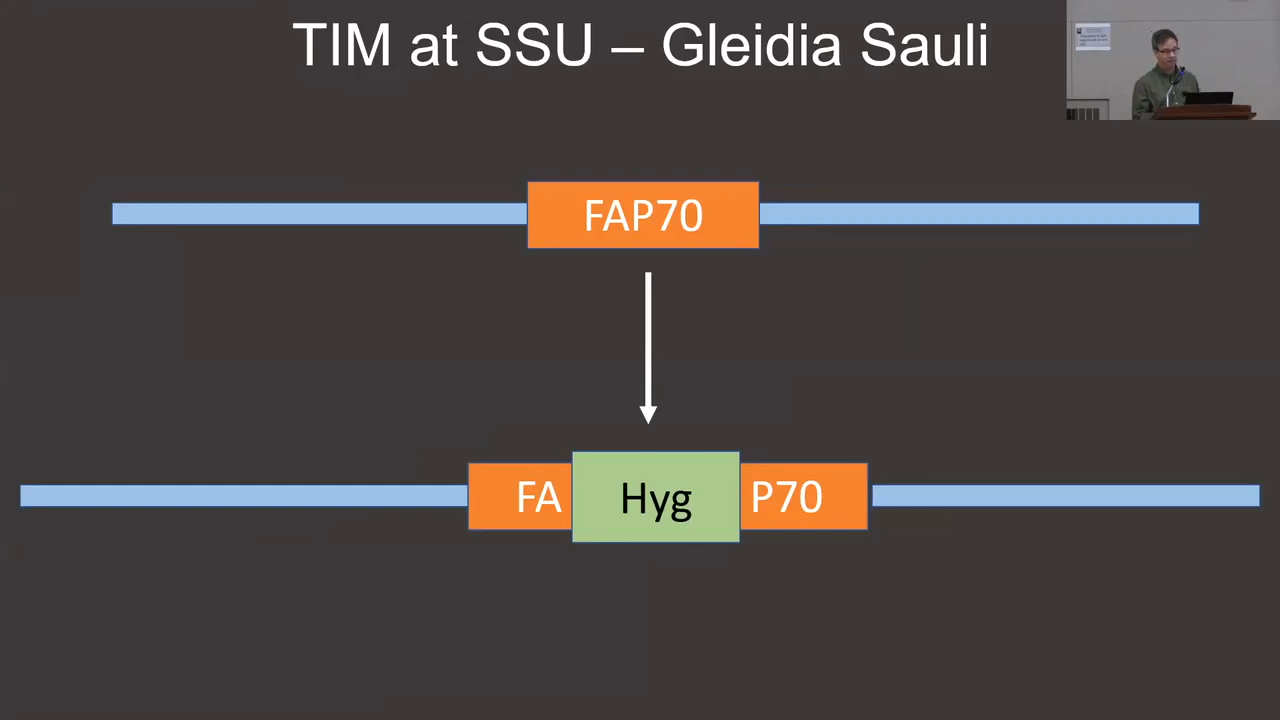 TIM at SSU – Gleidia Sauli
FAP70
FA Hyg P70